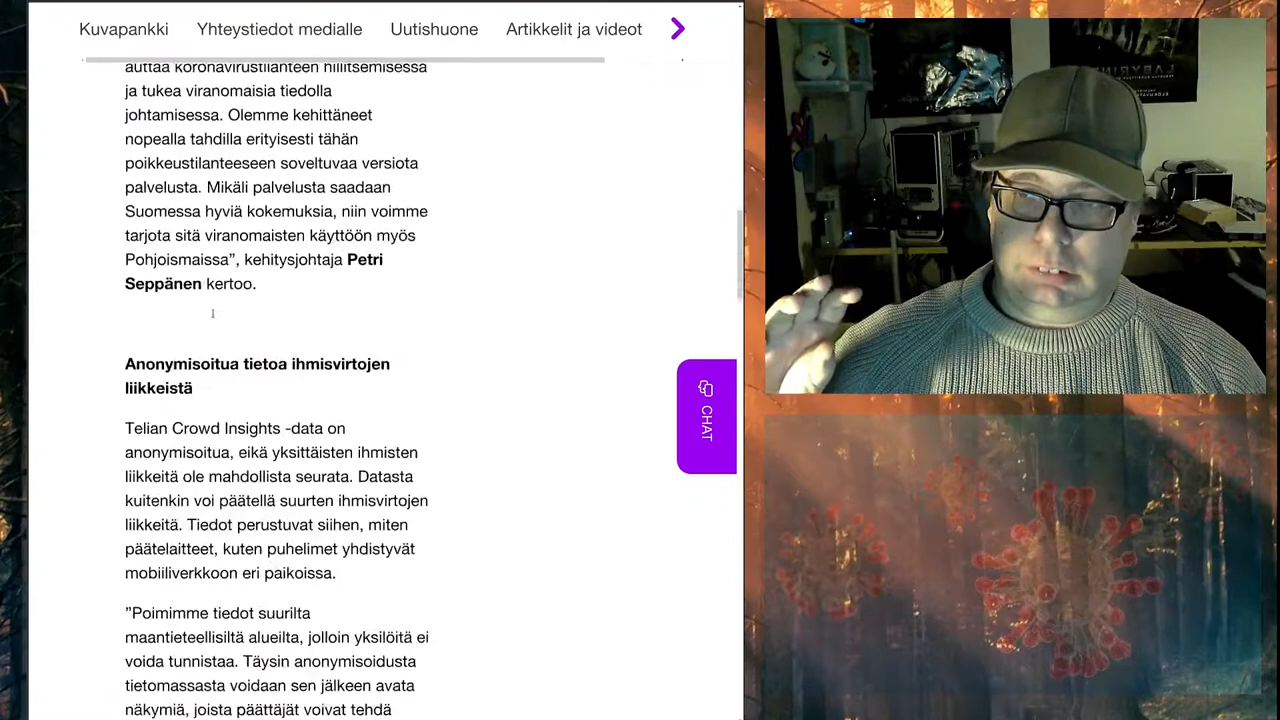 Kuvapankki Yhteystiedot medialle Uutishuone Artikkelit ja videot
auttaa koronavirustilanteen hillitsemisessä
ja tukea viranomaisia tiedolla
johtamisessa. Olemme kehittäneet
nopealla tahdilla erityisesti tähän
poikkeustilanteeseen soveltuvaa versiota
palvelusta. Mikäli palvelusta saadaan
Suomessa hyviä kokemuksia, niin voimme
tarjota sitä viranomaisten käyttöön myös
Pohjoismaissa”, kehitysjohtaja Petri
Seppänen kertoo.
Anonymisoitua tietoa ihmisvirtojen
liikkeistä
Telian Crowd Insights -data on
anonymisoitua, eikä yksittäisten ihmisten
liikkeitä ole mahdollista seurata. Datasta
kuitenkin voi päätellä suurten ihmisvirtojen
liikkeitä. Tiedot perustuvat siihen, miten
päätelaitteet, kuten puhelimet yhdistyvät
mobiiliverkkoon eri paikoissa.
”Poimimme tiedot suurilta
maantieteellisiltä alueilta, jolloin yksilöitä ei
voida tunnistaa. Täysin anonymisoidusta
tietomassasta voidaan sen jälkeen avata
näkymiä, joista päättäjät voivat tehdä
CHAT